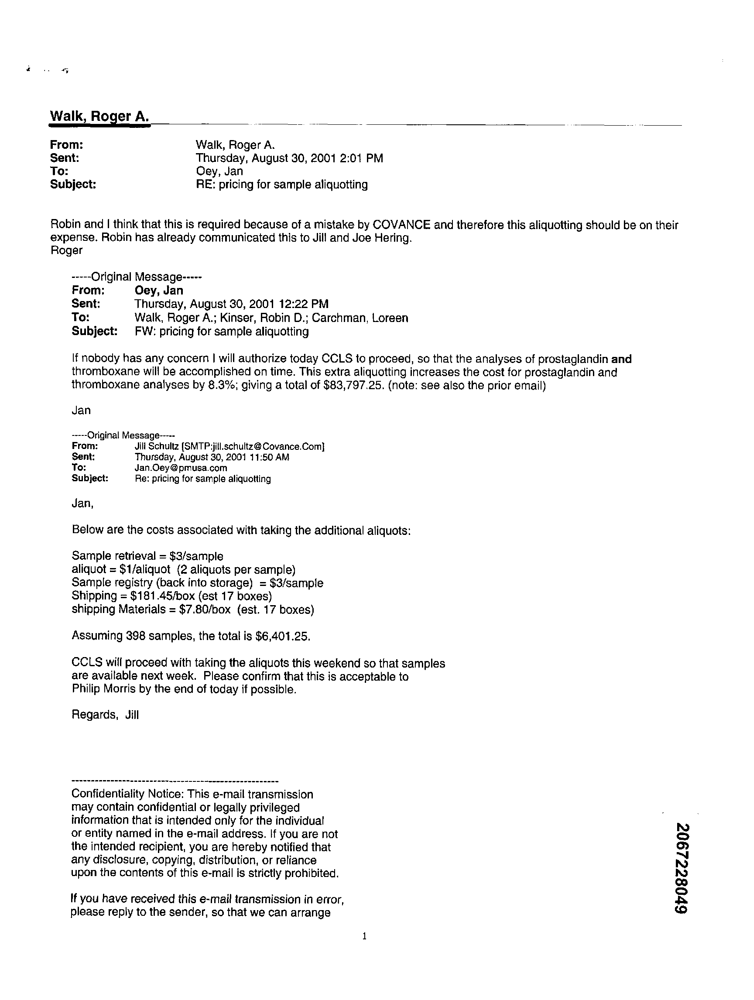 Walk, Roger A.
From: Walk, Roger A.
Sent: Thursday, August 30, 2001 2:01 PM
To: Oey, Jan
Subject: RE: pricing for sample aliquotting
Robin and I think that this is required because of a mistake by COVANCE and therefore this aliquotting should be on their
expense. Robin has already communicated this to Jill and Joe Hering.
Roger
-----Original Message-----
From: Oey, Jan
Sent: Thursday, August 30, 2001 12:22 PM
To: Walk, Roger A.; Kinser, Robin D.; Carchman, Loreen
Subject: FW: pricing for sample aliquotting
If nobody has any concern I will authorize today CCLS to proceed, so that the analyses of prostaglandin and
thromboxane will be accomplished on time. This extra aliquotting increases the cost for prostaglandin and
thromboxane analyses by 8.3%; giving a total of $83,797.25. (note: see also the prior email)
Jan
-----Original Message-----
From: Jill Schultz [SMTP:jill.schultz@Covance.Com]
Sent: Thursday, August 30, 2001 11:50 AM
To: Jan.Oey@pmusa.com
Subject: Re: pricing for sample aliquotting
Jan,
Below are the costs associated with taking the additional aliquots:
Sample retrieval = $3/sample
aliquot = $1/aliquot (2 aliquots per sample)
Sample registry (back into storage) = $3/sample
Shipping = $181.45/box (est 17 boxes)
shipping Materials = $7.80/box (est. 17 boxes)
Assuming 398 samples, the total is $6,401.25.
CCLS will proceed with taking the aliquots this weekend so that samples
are available next week. Please confirm that this is acceptable to
Philip Morris by the end of today if possible.
Regards, Jill
------------------------------------------------------
Confidentiality Notice: This e-mail transmission
may contain confidential or legally privileged
information that is intended only for the individual
or entity named in the e-mail address. If you are not
the intended recipient, you are hereby notified that
any disclosure, copying, distribution, or reliance
upon the contents of this e-mail is strictly prohibited.
If you have received this e-mail transmission in error,
please reply to the sender, so that we can arrange
1
2067228049